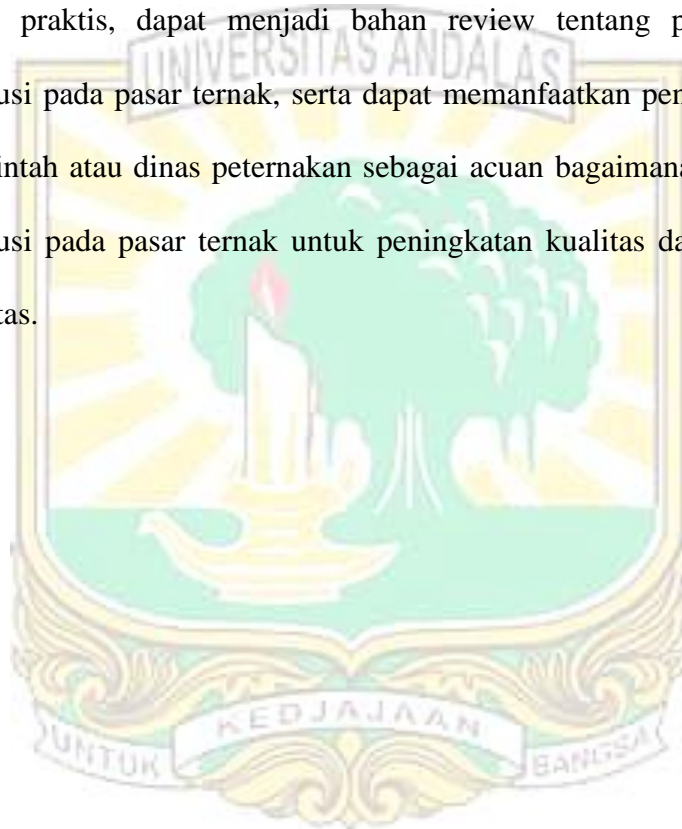 praktis, dapat menjadi bahan review tentang p
UNIVERSITAS ANDALAS
usi pada pasar ternak, serta dapat memanfaatkan pen
intah atau dinas peternakan sebagai acuan bagaimana
usi pada pasar ternak untuk peningkatan kualitas da
tas.
UNTUK KEDJAJAAN BANGSA